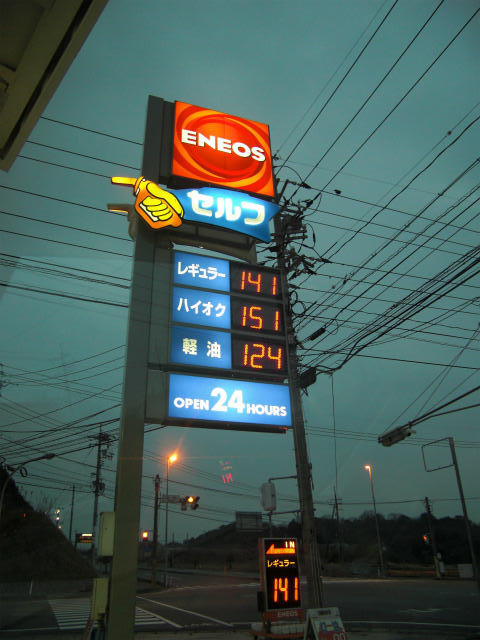 ENEOS
セルフ
レギュラー 141
ハイオク 151
軽油 124
OPEN 24 HOURS
IN
レギュラー
141
ENEOS